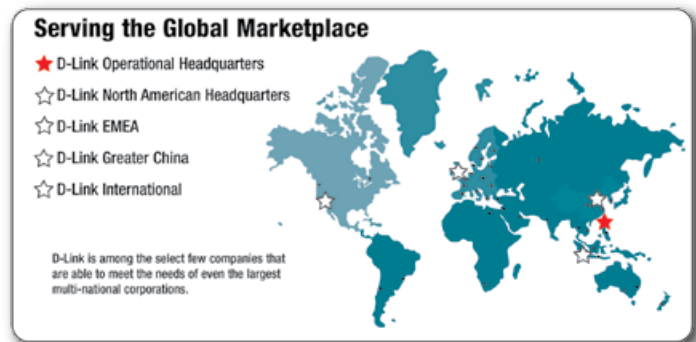 Serving the Global Marketplace
D-Link Operational Headquarters
D-Link North American Headquarters
D-Link EMEA
D-Link Greater China
D-Link International
D-Link is among the select few companies that
are able to meet the needs of even the largest
multi-national corporations.